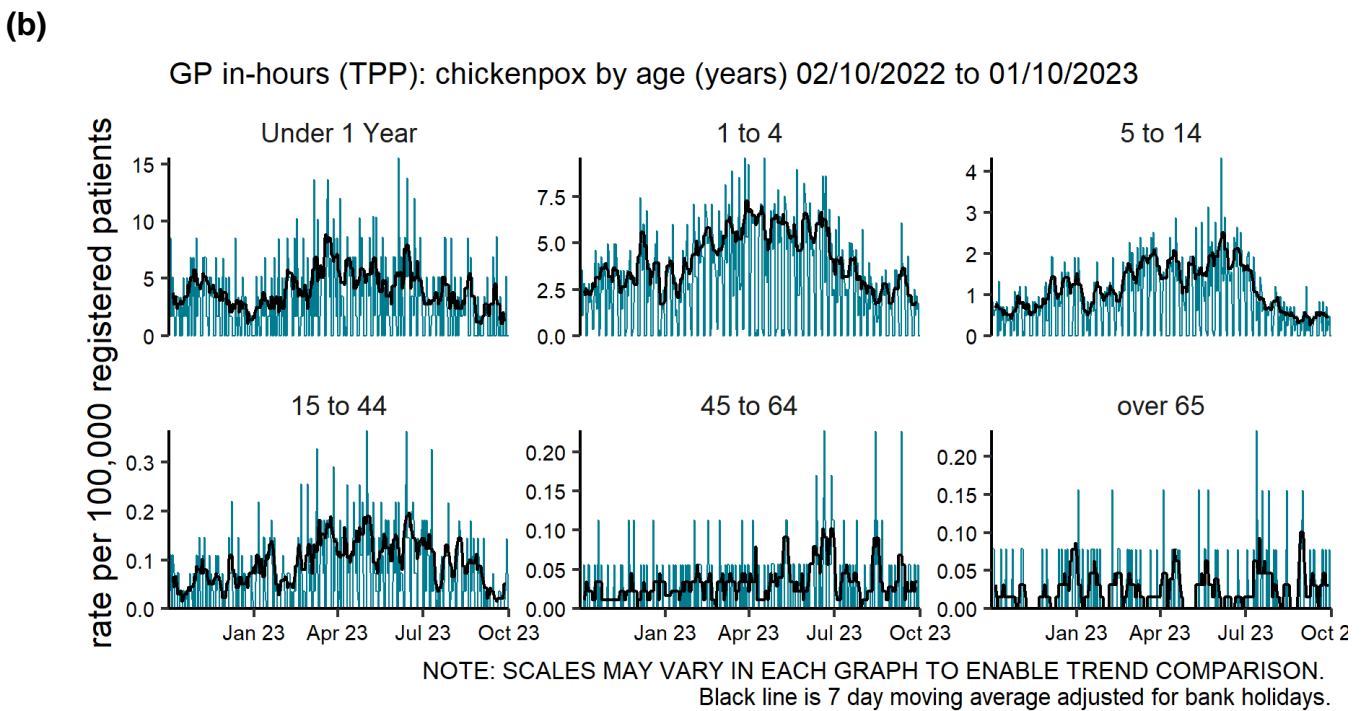 (b)
GP in-hours (TPP): chickenpox by age (years) 02/10/2022 to 01/10/2023
rate per 100,000 registered patients
Under 1 Year
15
10
5
0
1 to 4
7.5
5.0
2.5
0.0
5 to 14
4
3
2
1
0
15 to 44
0.3
0.2
0.1
0.0
Jan 23 Apr 23 Jul 23 Oct 23
45 to 64
0.20
0.15
0.10
0.05
0.00
Jan 23 Apr 23 Jul 23 Oct 23
over 65
0.20
0.15
0.10
0.05
0.00
Jan 23 Apr 23 Jul 23 Oct 2
NOTE: SCALES MAY VARY IN EACH GRAPH TO ENABLE TREND COMPARISON.
Black line is 7 day moving average adjusted for bank holidays.